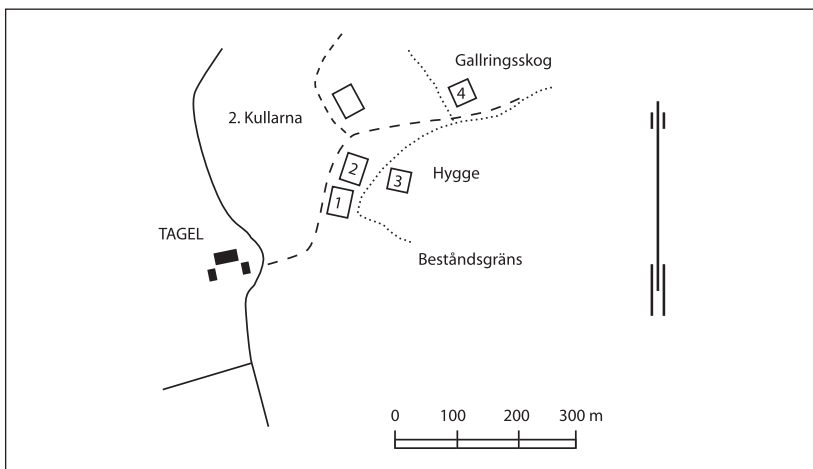 Gallringsskog
4
2. Kullarna
2
3
Hygge
1
TAGEL
Beståndsgräns
0 100 200 300 m